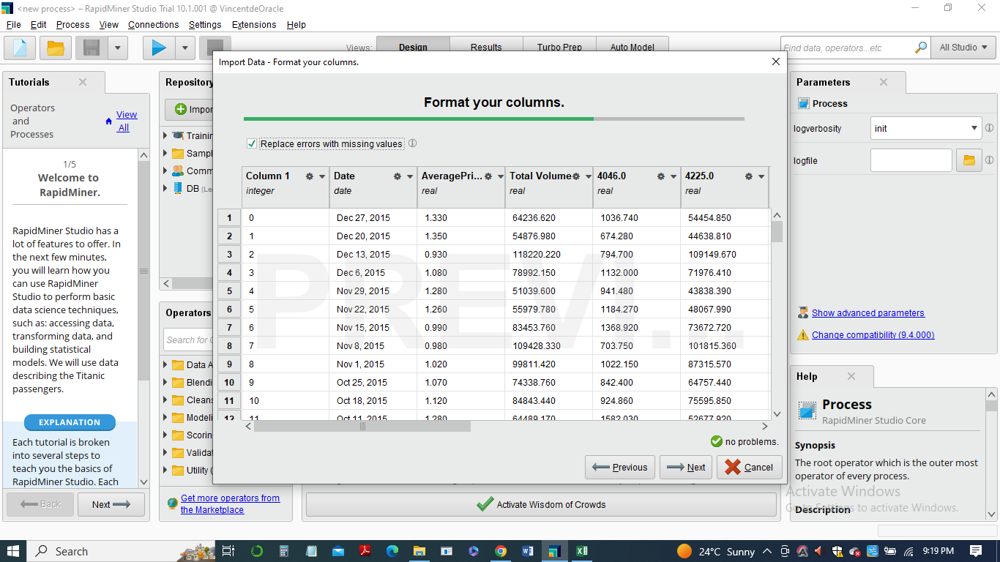 <new process> – RapidMiner Studio Trial 10.1.001 @ VincentdeOracle
File Edit Process View Connections Settings Extensions Help
Views: Design Results Turbo Prep Auto Model
Find data, operators...etc
All Studio
Import Data - Format your columns.
Tutorials
Operators and Processes
View All
1/5
Welcome to
RapidMiner.
RapidMiner Studio has a
lot of features to offer. In
the next few minutes,
you will learn how you
can use RapidMiner
Studio to perform basic
data science techniques,
such as: accessing data,
transforming data, and
building statistical
models. We will use data
describing the Titanic
passengers.
EXPLANATION
Each tutorial is broken
into several steps to
teach you the basics of
RapidMiner Studio. Each
Back Next
Repository
Impor
Trainin
Sampl
Comm
DB (Le
Operators
Search for
Data A
Blendi
Cleans
Modeli
Scorin
Validat
Utility (
Get more operators from
the Marketplace
Format your columns.
Replace errors with missing values
Column 1 Date AveragePri... Total Volume 4046.0 4225.0
integer date real real real real
1 0 Dec 27, 2015 1.330 64236.620 1036.740 54454.850
2 1 Dec 20, 2015 1.350 54876.980 674.280 44638.810
3 2 Dec 13, 2015 0.930 118220.220 794.700 109149.670
4 3 Dec 6, 2015 1.080 78992.150 1132.000 71976.410
5 4 Nov 29, 2015 1.280 51039.600 941.480 43838.390
6 5 Nov 22, 2015 1.260 55979.780 1184.270 48067.990
7 6 Nov 15, 2015 0.990 83453.760 1368.920 73672.720
8 7 Nov 8, 2015 0.980 109428.330 703.750 101815.360
9 8 Nov 1, 2015 1.020 99811.420 1022.150 87315.570
10 9 Oct 25, 2015 1.070 74338.760 842.400 64757.440
11 10 Oct 18, 2015 1.120 84843.440 924.860 75595.850
12 11 Oct 11, 2015 1.280 64489.170 1582.030 52677.920
PREVI...
no problems.
Previous Next Cancel
Activate Wisdom of Crowds
Parameters
Process
logverbosity init
logfile
Show advanced parameters
Change compatibility (9.4.000)
Help
Process
RapidMiner Studio Core
Synopsis
The root operator which is the outer most
operator of every process.
Description
Activate Windows
Go to Settings to activate Windows.
Search
24°C Sunny
9:19 PM